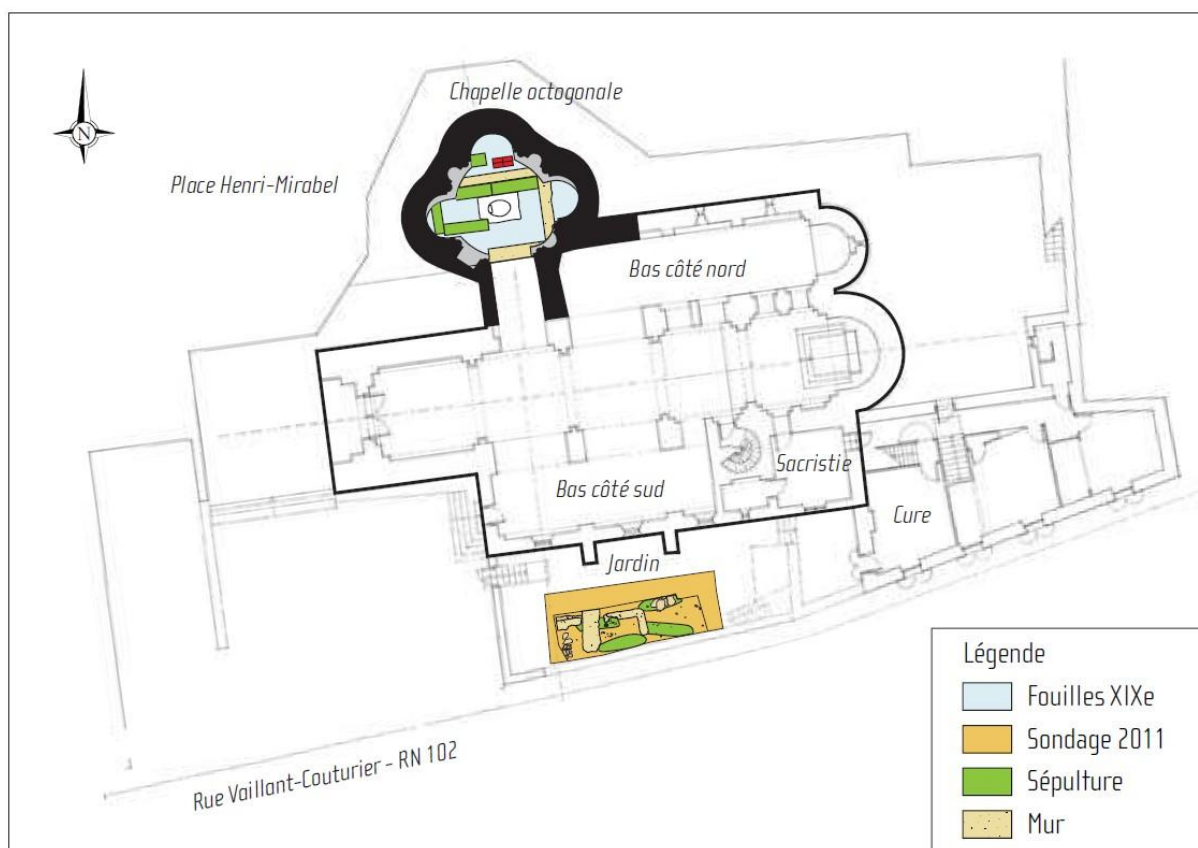 Chapelle octogonale
N
Place Henri-Mirabel
Bas côté nord
Sacristie
Bas côté sud
Cure
Jardin
Rue Vaillant-Couturier - RN 102
Légende
Fouilles XIXe
Sondage 2011
Sépulture
Mur